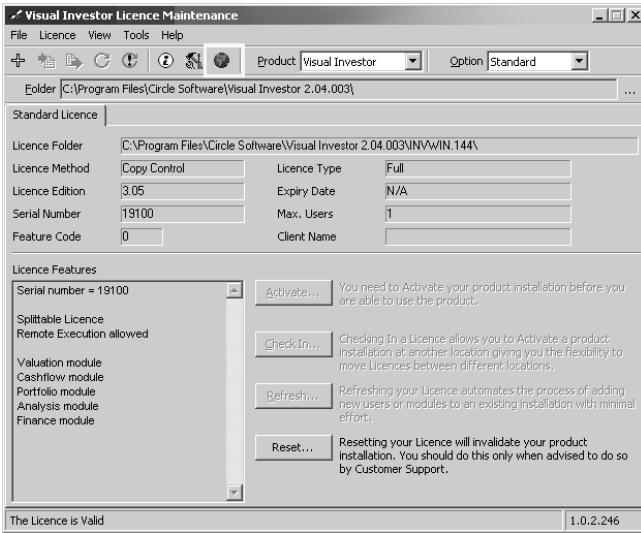 Visual Investor Licence Maintenance
File Licence View Tools Help
Product Visual Investor Option Standard
Folder C:\Program Files\Circle Software\Visual Investor 2.04.003\ ...
Standard Licence
Licence Folder C:\Program Files\Circle Software\Visual Investor 2.04.003\INVWIN.144\
Licence Method Copy Control Licence Type Full
Licence Edition 3.05 Expiry Date N/A
Serial Number 19100 Max. Users 1
Feature Code 0 Client Name
Licence Features
Serial number = 19100
Splittable Licence
Remote Execution allowed
Valuation module
Cashflow module
Portfolio module
Analysis module
Finance module
Activate... You need to Activate your product installation before you
are able to use the product.
Check In... Checking In a Licence allows you to Activate a product
installation at another location giving you the flexibility to
move Licences between different locations.
Refresh... Refreshing your Licence automates the process of adding
new users or modules to an existing installation with minimal
effort.
Reset... Resetting your Licence will invalidate your product
installation. You should do this only when advised to do so
by Customer Support.
The Licence is Valid 1.0.2.246